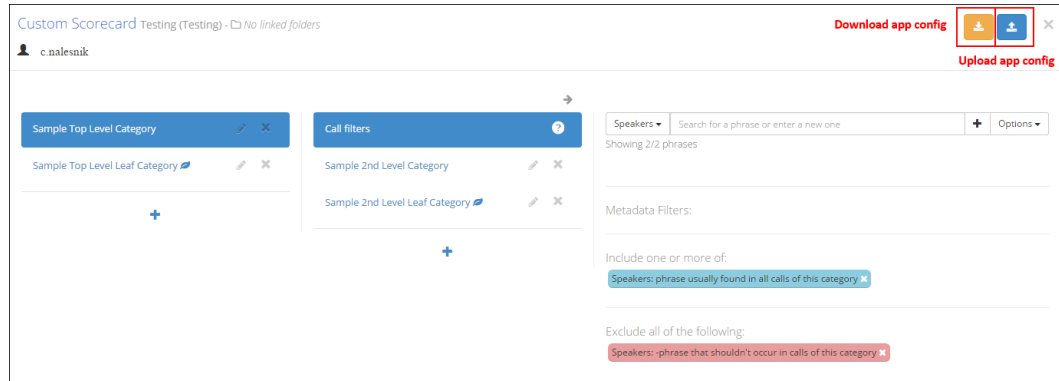 Custom Scorecard Testing (Testing) - No linked folders
Download app config
c.nalesnik
Upload app config
Sample Top Level Category
Sample Top Level Leaf Category
Call filters
Sample 2nd Level Category
Sample 2nd Level Leaf Category
Speakers Search for a phrase or enter a new one Options
Showing 2/2 phrases
Metadata Filters:
Include one or more of:
Speakers: phrase usually found in all calls of this category
Exclude all of the following:
Speakers: -phrase that shouldn't occur in calls of this category